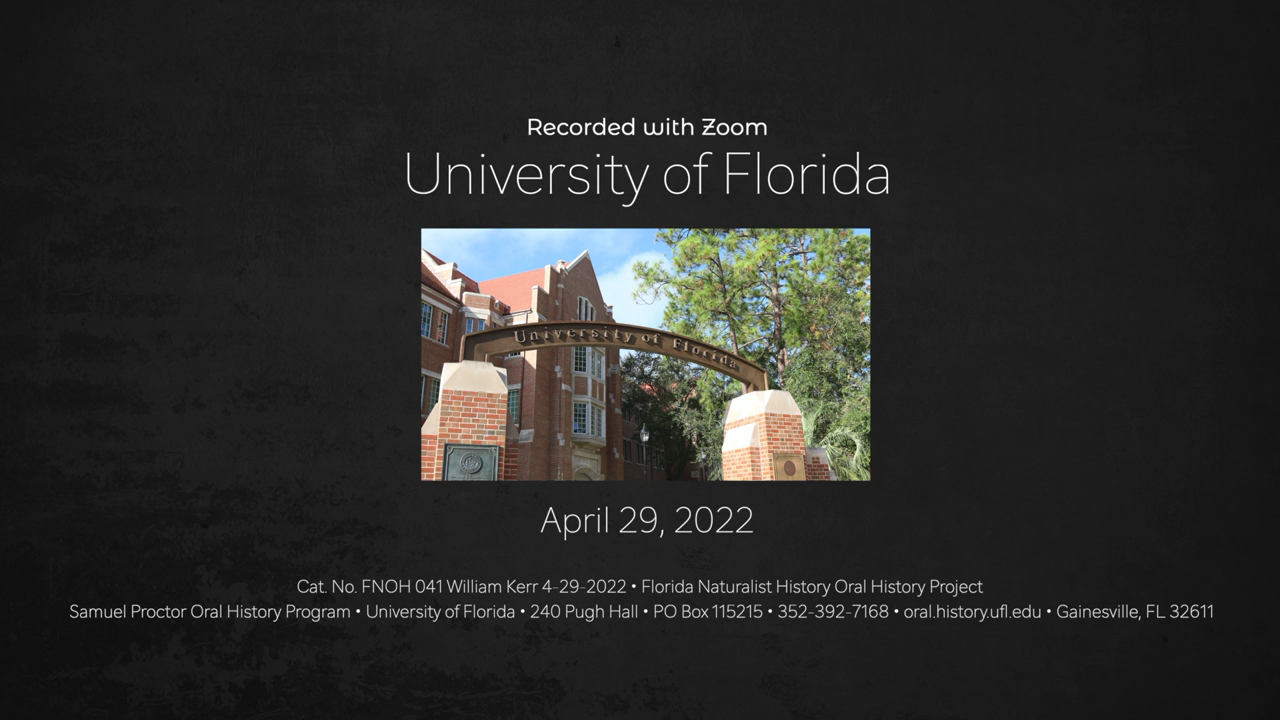 Recorded with Zoom
University of Florida
University of Florida
April 29, 2022
Cat. No. FNOH 041 William Kerr 4-29-2022 • Florida Naturalist History Oral History Project
Samuel Proctor Oral History Program • University of Florida • 240 Pugh Hall • PO Box 115215 • 352-392-7168 • oral.history.ufl.edu • Gainesville, FL 32611